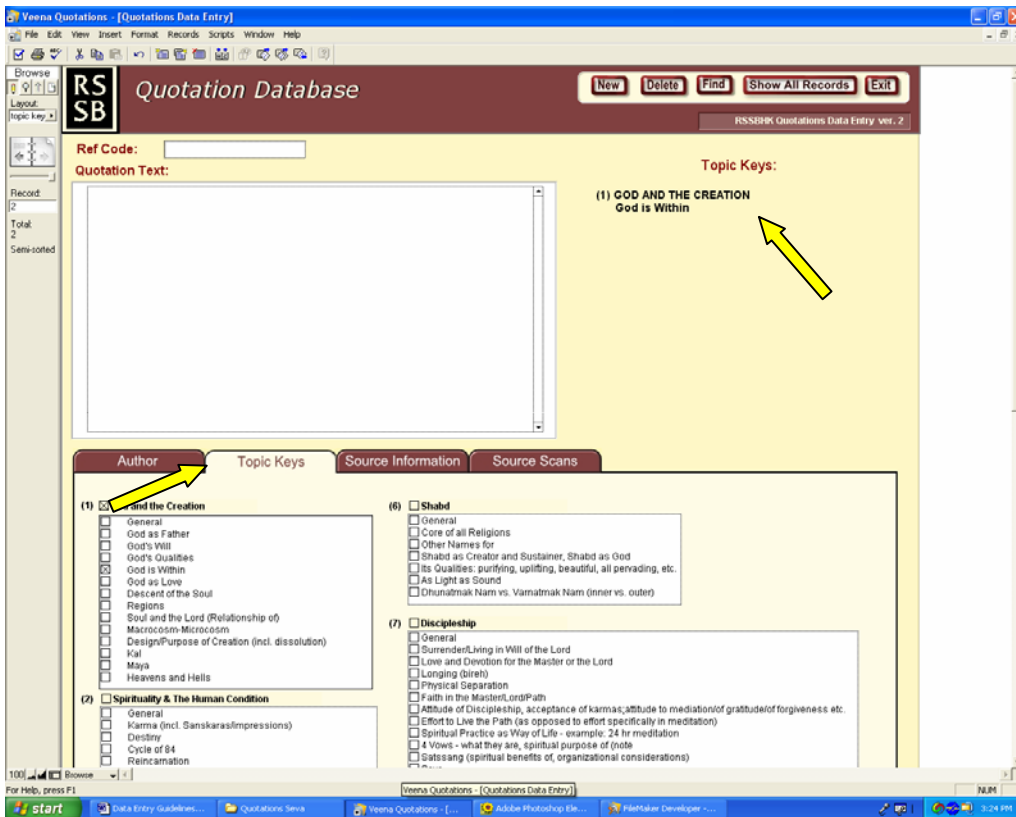 Veena Quotations - [Quotations Data Entry]
File Edit View Insert Format Records Scripts Window Help
Browse
Layout:
topic key
Record:
2
Total:
2
Semi-sorted
RS
SB
Quotation Database
New Delete Find Show All Records Exit
RSSBHK Quotations Data Entry ver. 2
Ref Code:
Quotation Text:
Topic Keys:
(1) GOD AND THE CREATION
God is Within
Author Topic Keys Source Information Source Scans
(1) and the Creation
General
God as Father
God's Will
God's Qualities
God is Within
God as Love
Descent of the Soul
Regions
Soul and the Lord (Relationship of)
Macrocosm-Microcosm
Design/Purpose of Creation (incl. dissolution)
Kal
Maya
Heavens and Hells
(2) Spirituality & The Human Condition
General
Karma (incl. Sanskaras/impressions)
Destiny
Cycle of 84
Reincarnation
(6) Shabd
General
Core of all Religions
Other Names for
Shabd as Creator and Sustainer, Shabd as God
Its Qualities: purifying, uplifting, beautiful, all pervading, etc.
As Light as Sound
Dhunatmak Nam vs. Varnatmak Nam (inner vs. outer)
(7) Discipleship
General
Surrender/Living in Will of the Lord
Love and Devotion for the Master or the Lord
Longing (bireh)
Physical Separation
Faith in the Master/Lord/Path
Attitude of Discipleship, acceptance of karmas;attitude to mediation/of gratitude/of forgiveness etc.
Effort to Live the Path (as opposed to effort specifically in meditation)
Spiritual Practice as Way of Life - example: 24 hr meditation
4 Vows - what they are, spiritual purpose of (note
Satssang (spiritual benefits of, organizational considerations)
100 Browse
For Help, press F1
Veena Quotations - [Quotations Data Entry]
NUM
start Data Entry Guidelines... Quotations Seva Veena Quotations - [... Adobe Photoshop Ele... FileMaker Developer -... 3:24 PM